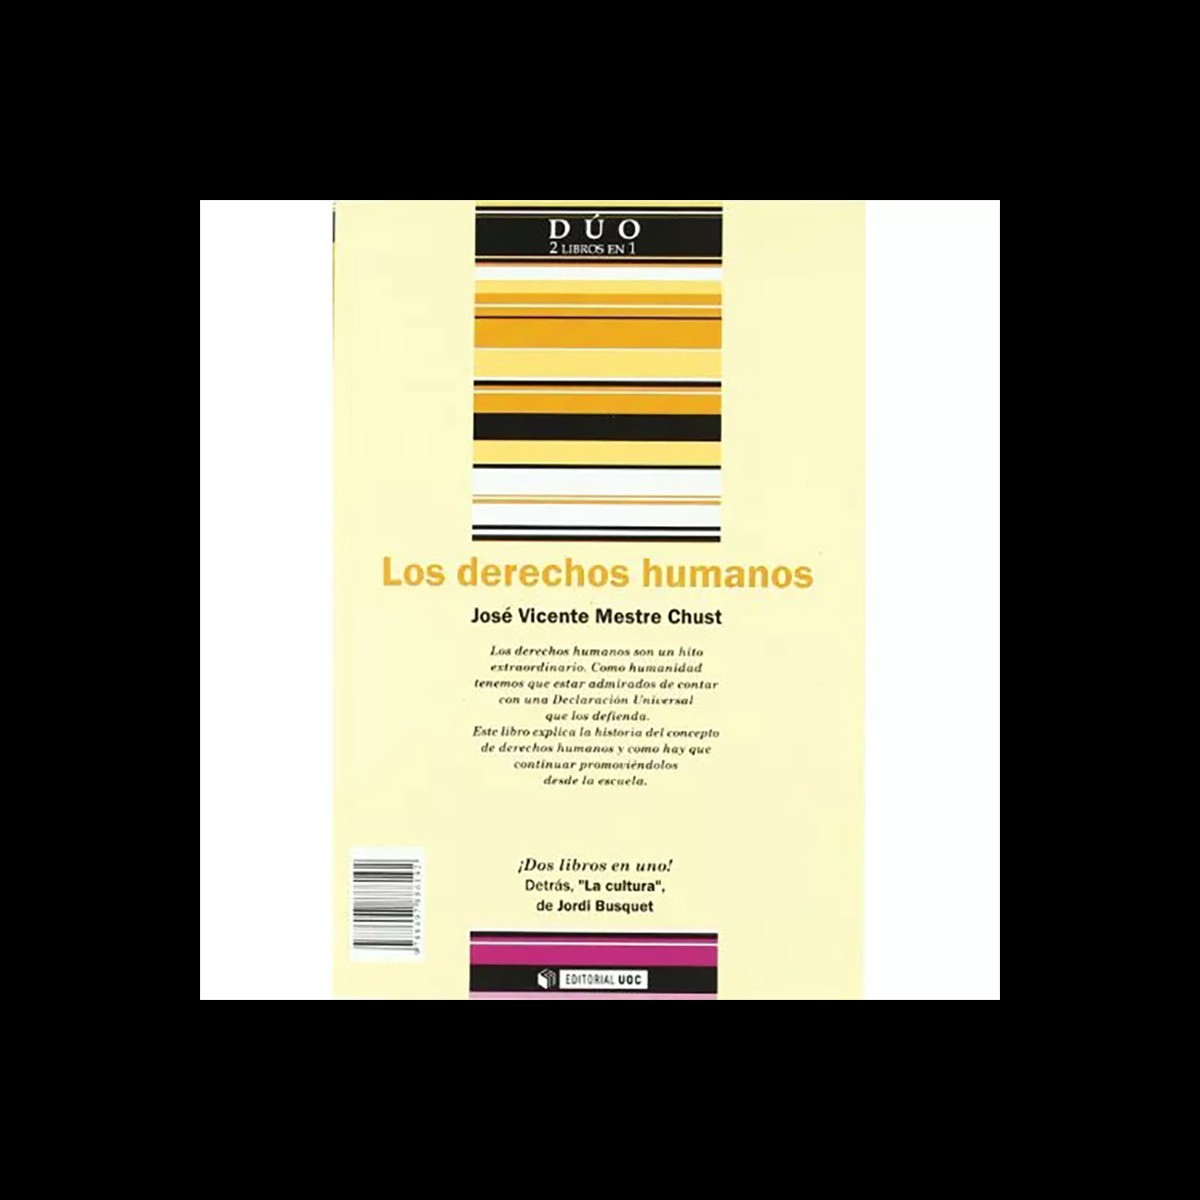 DÚO
2 LIBROS EN 1
Los derechos humanos
José Vicente Mestre Chust
Los derechos humanos son un hito
extraordinario. Como humanidad
tenemos que estar admirados de contar
con una Declaración Universal
que los defienda.
Este libro explica la historia del concepto
de derechos humanos y como hay que
continuar promoviéndolos
desde la escuela.
¡Dos libros en uno!
Detrás, "La cultura",
de Jordi Busquet
EDITORIAL UOC